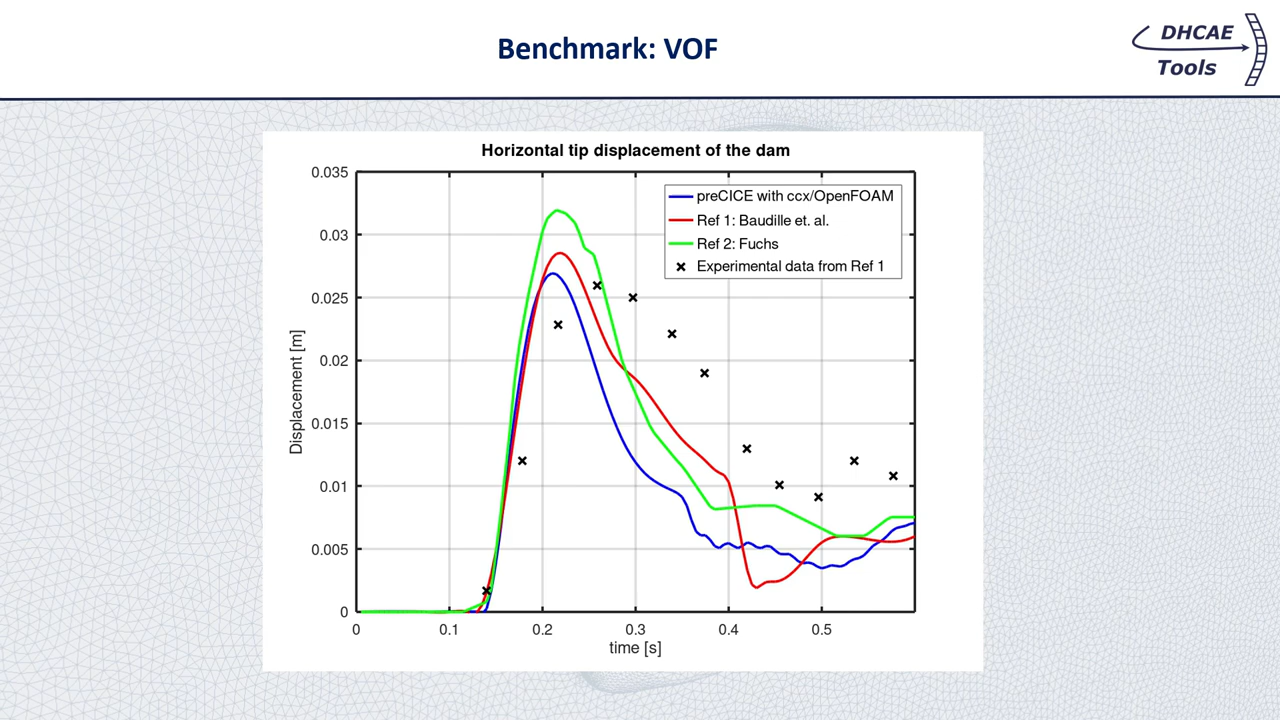 Benchmark: VOF
DHCAE
Tools
Horizontal tip displacement of the dam
preCICE with ccx/OpenFOAM
Ref 1: Baudille et. al.
Ref 2: Fuchs
Experimental data from Ref 1
Displacement [m]
0.035
0.03
0.025
0.02
0.015
0.01
0.005
0
0 0.1 0.2 0.3 0.4 0.5
time [s]